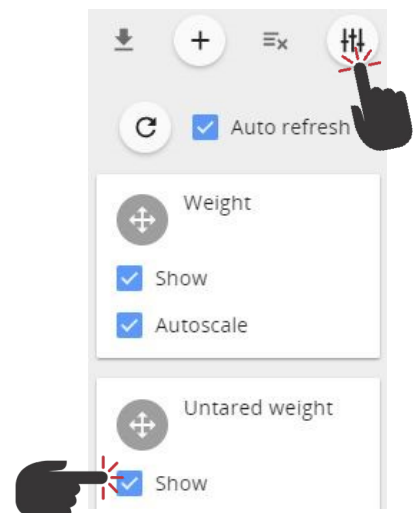 Auto refresh
Weight
Show
Autoscale
Untared weight
Show